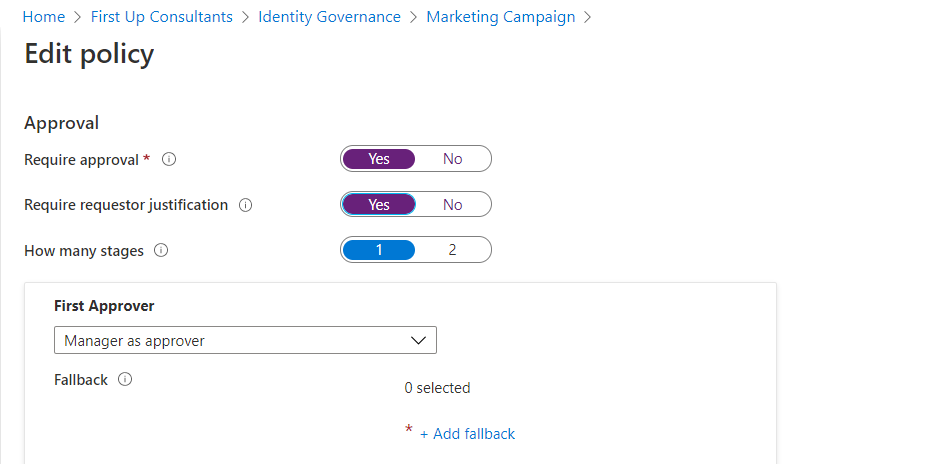 Home > First Up Consultants > Identity Governance > Marketing Campaign >
Edit policy
Approval
Require approval * Yes No
Require requestor justification Yes No
How many stages 1 2
First Approver
Manager as approver
Fallback
0 selected
* + Add fallback